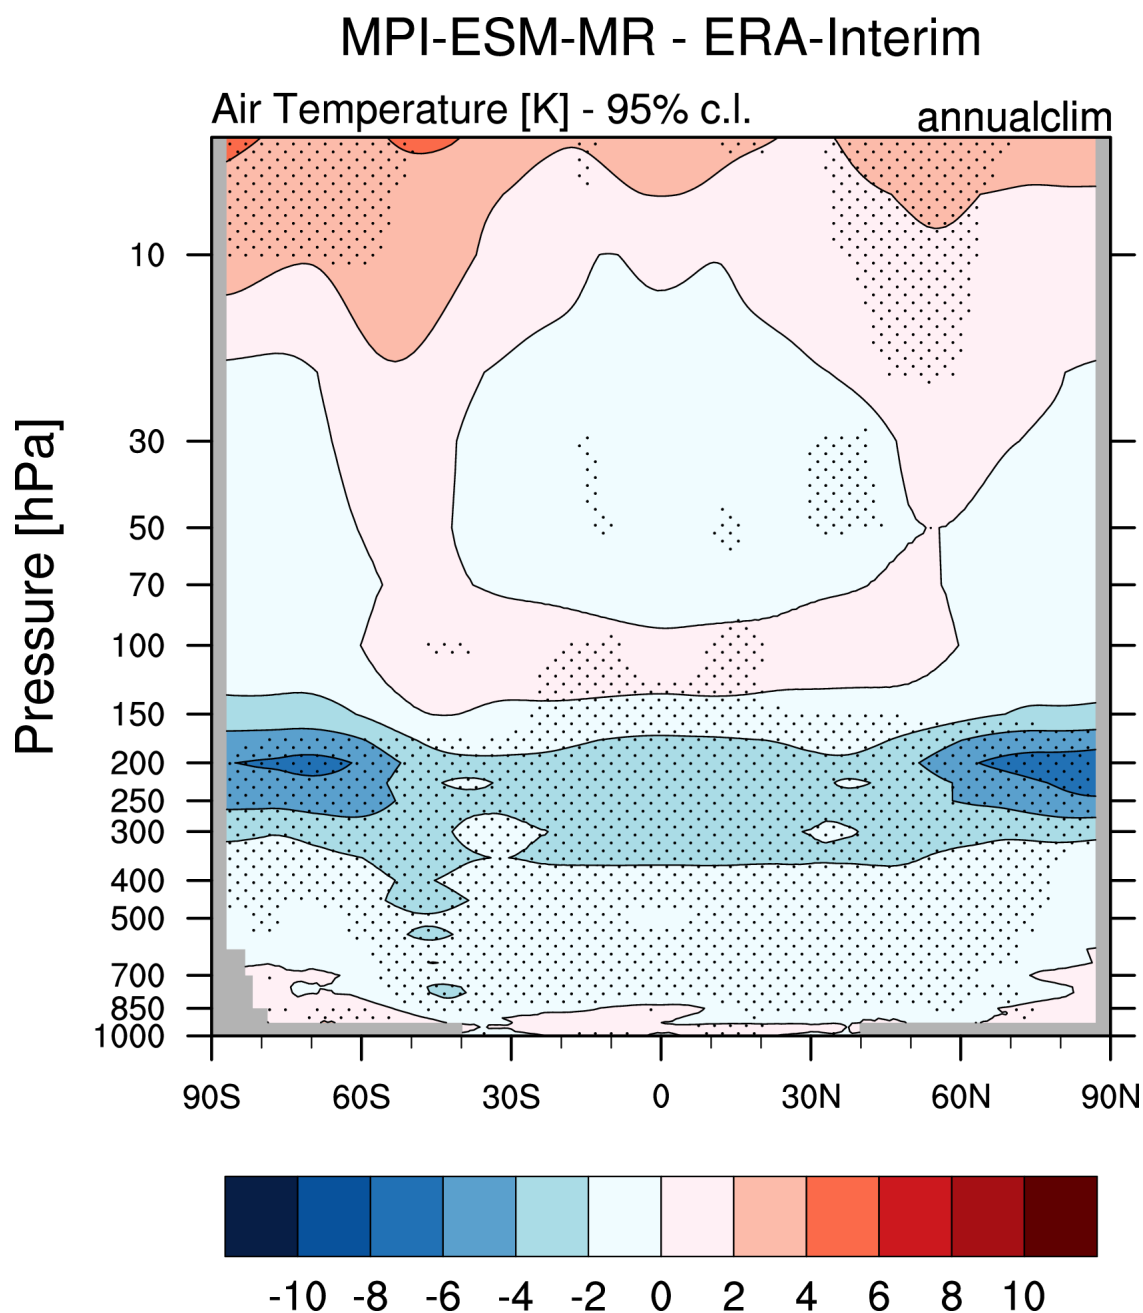 MPI-ESM-MR - ERA-Interim
Air Temperature [K] - 95% c.l. annualclim
Pressure [hPa]
10
30
50
70
100
150
200
250
300
400
500
700
850
1000
90S 60S 30S 0 30N 60N 90N
-10 -8 -6 -4 -2 0 2 4 6 8 10